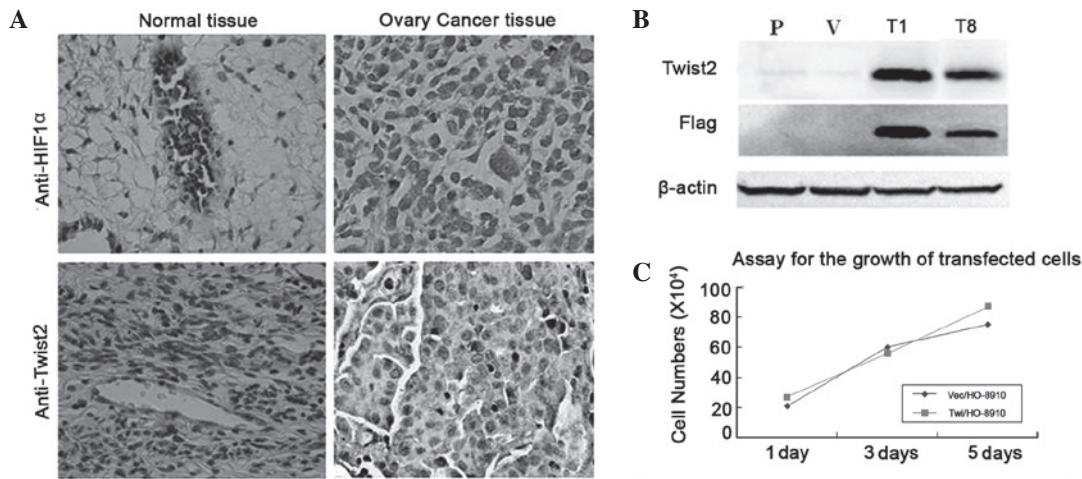 A
Normal tissue
Ovary Cancer tissue
Anti-HIF1α
Anti-Twist2
B
P V T1 T8
Twist2
Flag
β-actin
C
Assay for the growth of transfected cells
Cell Numbers (X10⁴)
100
80
60
40
20
0
1 day 3 days 5 days
Vec/HO-8910
Twi/HO-8910